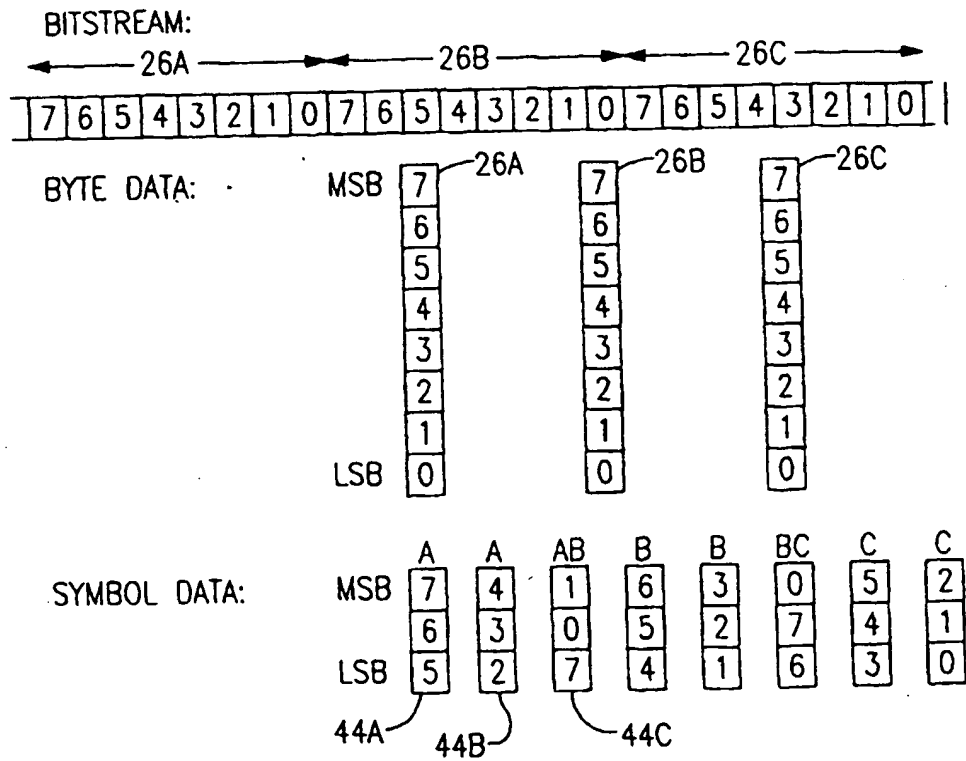 BITSTREAM:
26A 26B 26C
7 6 5 4 3 2 1 0 7 6 5 4 3 2 1 0 7 6 5 4 3 2 1 0
BYTE DATA: MSB 7 26A 7 26B 7 26C
6 6 6
5 5 5
4 4 4
3 3 3
2 2 2
1 1 1
LSB 0 0 0
A A AB B B BC C C
SYMBOL DATA: MSB 7 4 1 6 3 0 5 2
6 3 0 5 2 7 4 1
LSB 5 2 7 4 1 6 3 0
44A 44B 44C